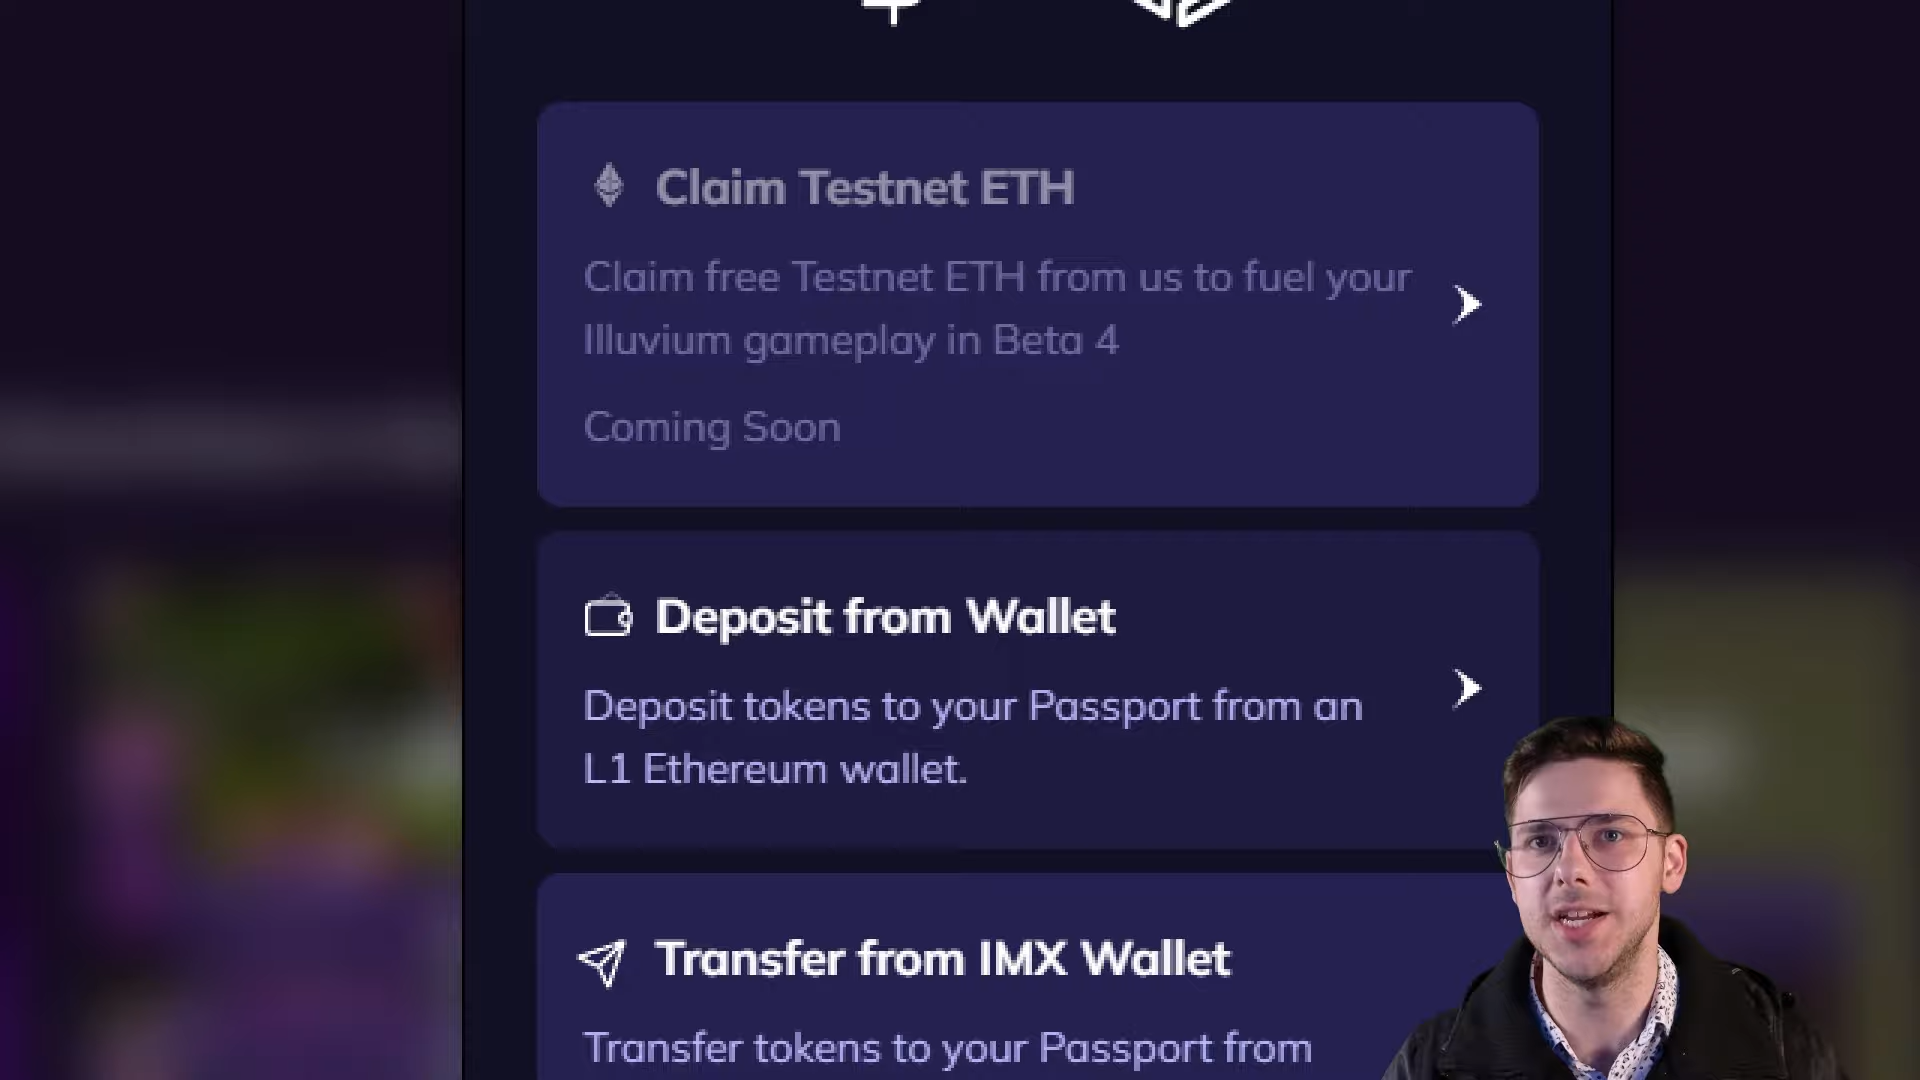 Claim Testnet ETH
Claim free Testnet ETH from us to fuel your
Illuvium gameplay in Beta 4
Coming Soon
Deposit from Wallet
Deposit tokens to your Passport from an
L1 Ethereum wallet.
Transfer from IMX Wallet
Transfer tokens to your Passport from